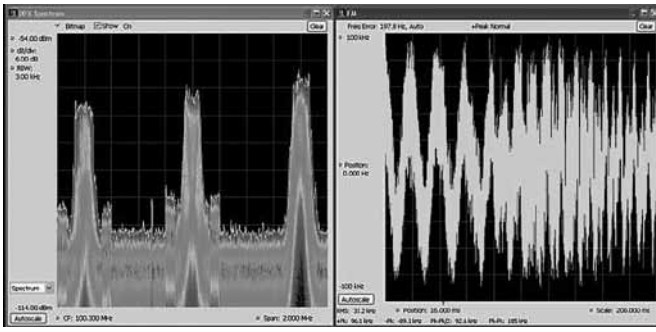 DPX Spectrum
Bitmap Show On Clear
-54.00 dBm
dB/div:
6.00 dB
RBW:
3.00 kHz
Spectrum
-114.00 dBm
Autoscale CF: 100.300 MHz Span: 2.000 MHz
FM
Freq Error: 197.8 Hz, Auto +Peak Normal Clear
100 kHz
Position:
0.000 Hz
-100 kHz
Autoscale Position: 16.000 ms Scale: 208.000 ms
RMS: 31.2 kHz
+Pk: 96.1 kHz -Pk: -89.1 kHz Pk-Pk/2: 92.6 kHz Pk-Pk: 185 kHz